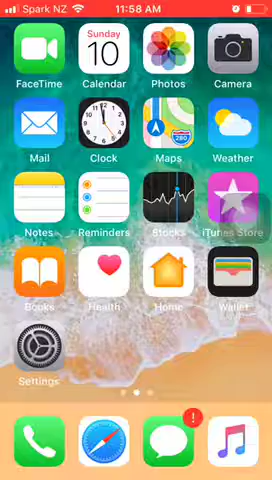 Spark NZ 11:58 AM
Sunday
10
FaceTime Calendar Photos Camera
280
Mail Clock Maps Weather
Notes Reminders Stocks iTunes Store
Books Health Home Wallet
Settings
!